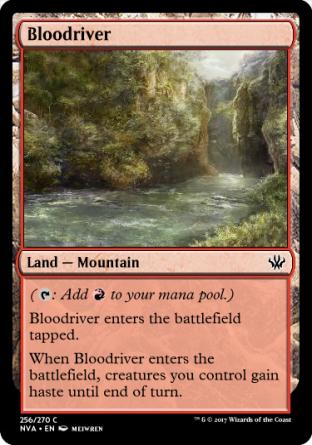 Bloodriver
Land — Mountain
(: Add to your mana pool.)
Bloodriver enters the battlefield
tapped.
When Bloodriver enters the
battlefield, creatures you control gain
haste until end of turn.
256/270 C
NVA • EN MEIWREN
™ & © 2017 Wizards of the Coast